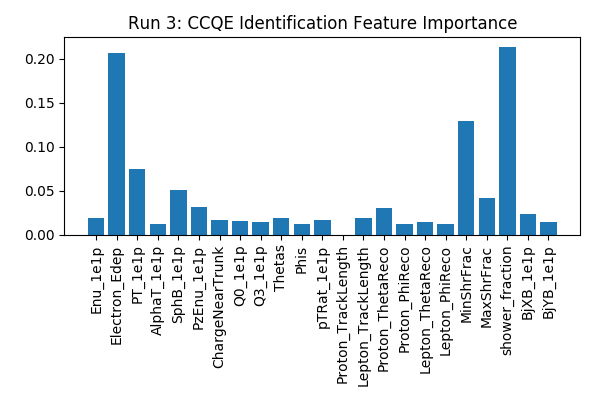 Run 3: CCQE Identification Feature Importance
0.20
0.15
0.10
0.05
0.00
Enu_1e1p
Electron_Edep
PT_1e1p
AlphaT_1e1p
SphB_1e1p
PzEnu_1e1p
ChargeNearTrunk
Q0_1e1p
Q3_1e1p
Thetas
Phis
pTRat_1e1p
Proton_TrackLength
Lepton_TrackLength
Proton_ThetaReco
Proton_PhiReco
Lepton_ThetaReco
Lepton_PhiReco
MinShrFrac
MaxShrFrac
shower_fraction
BjXB_1e1p
BjYB_1e1p